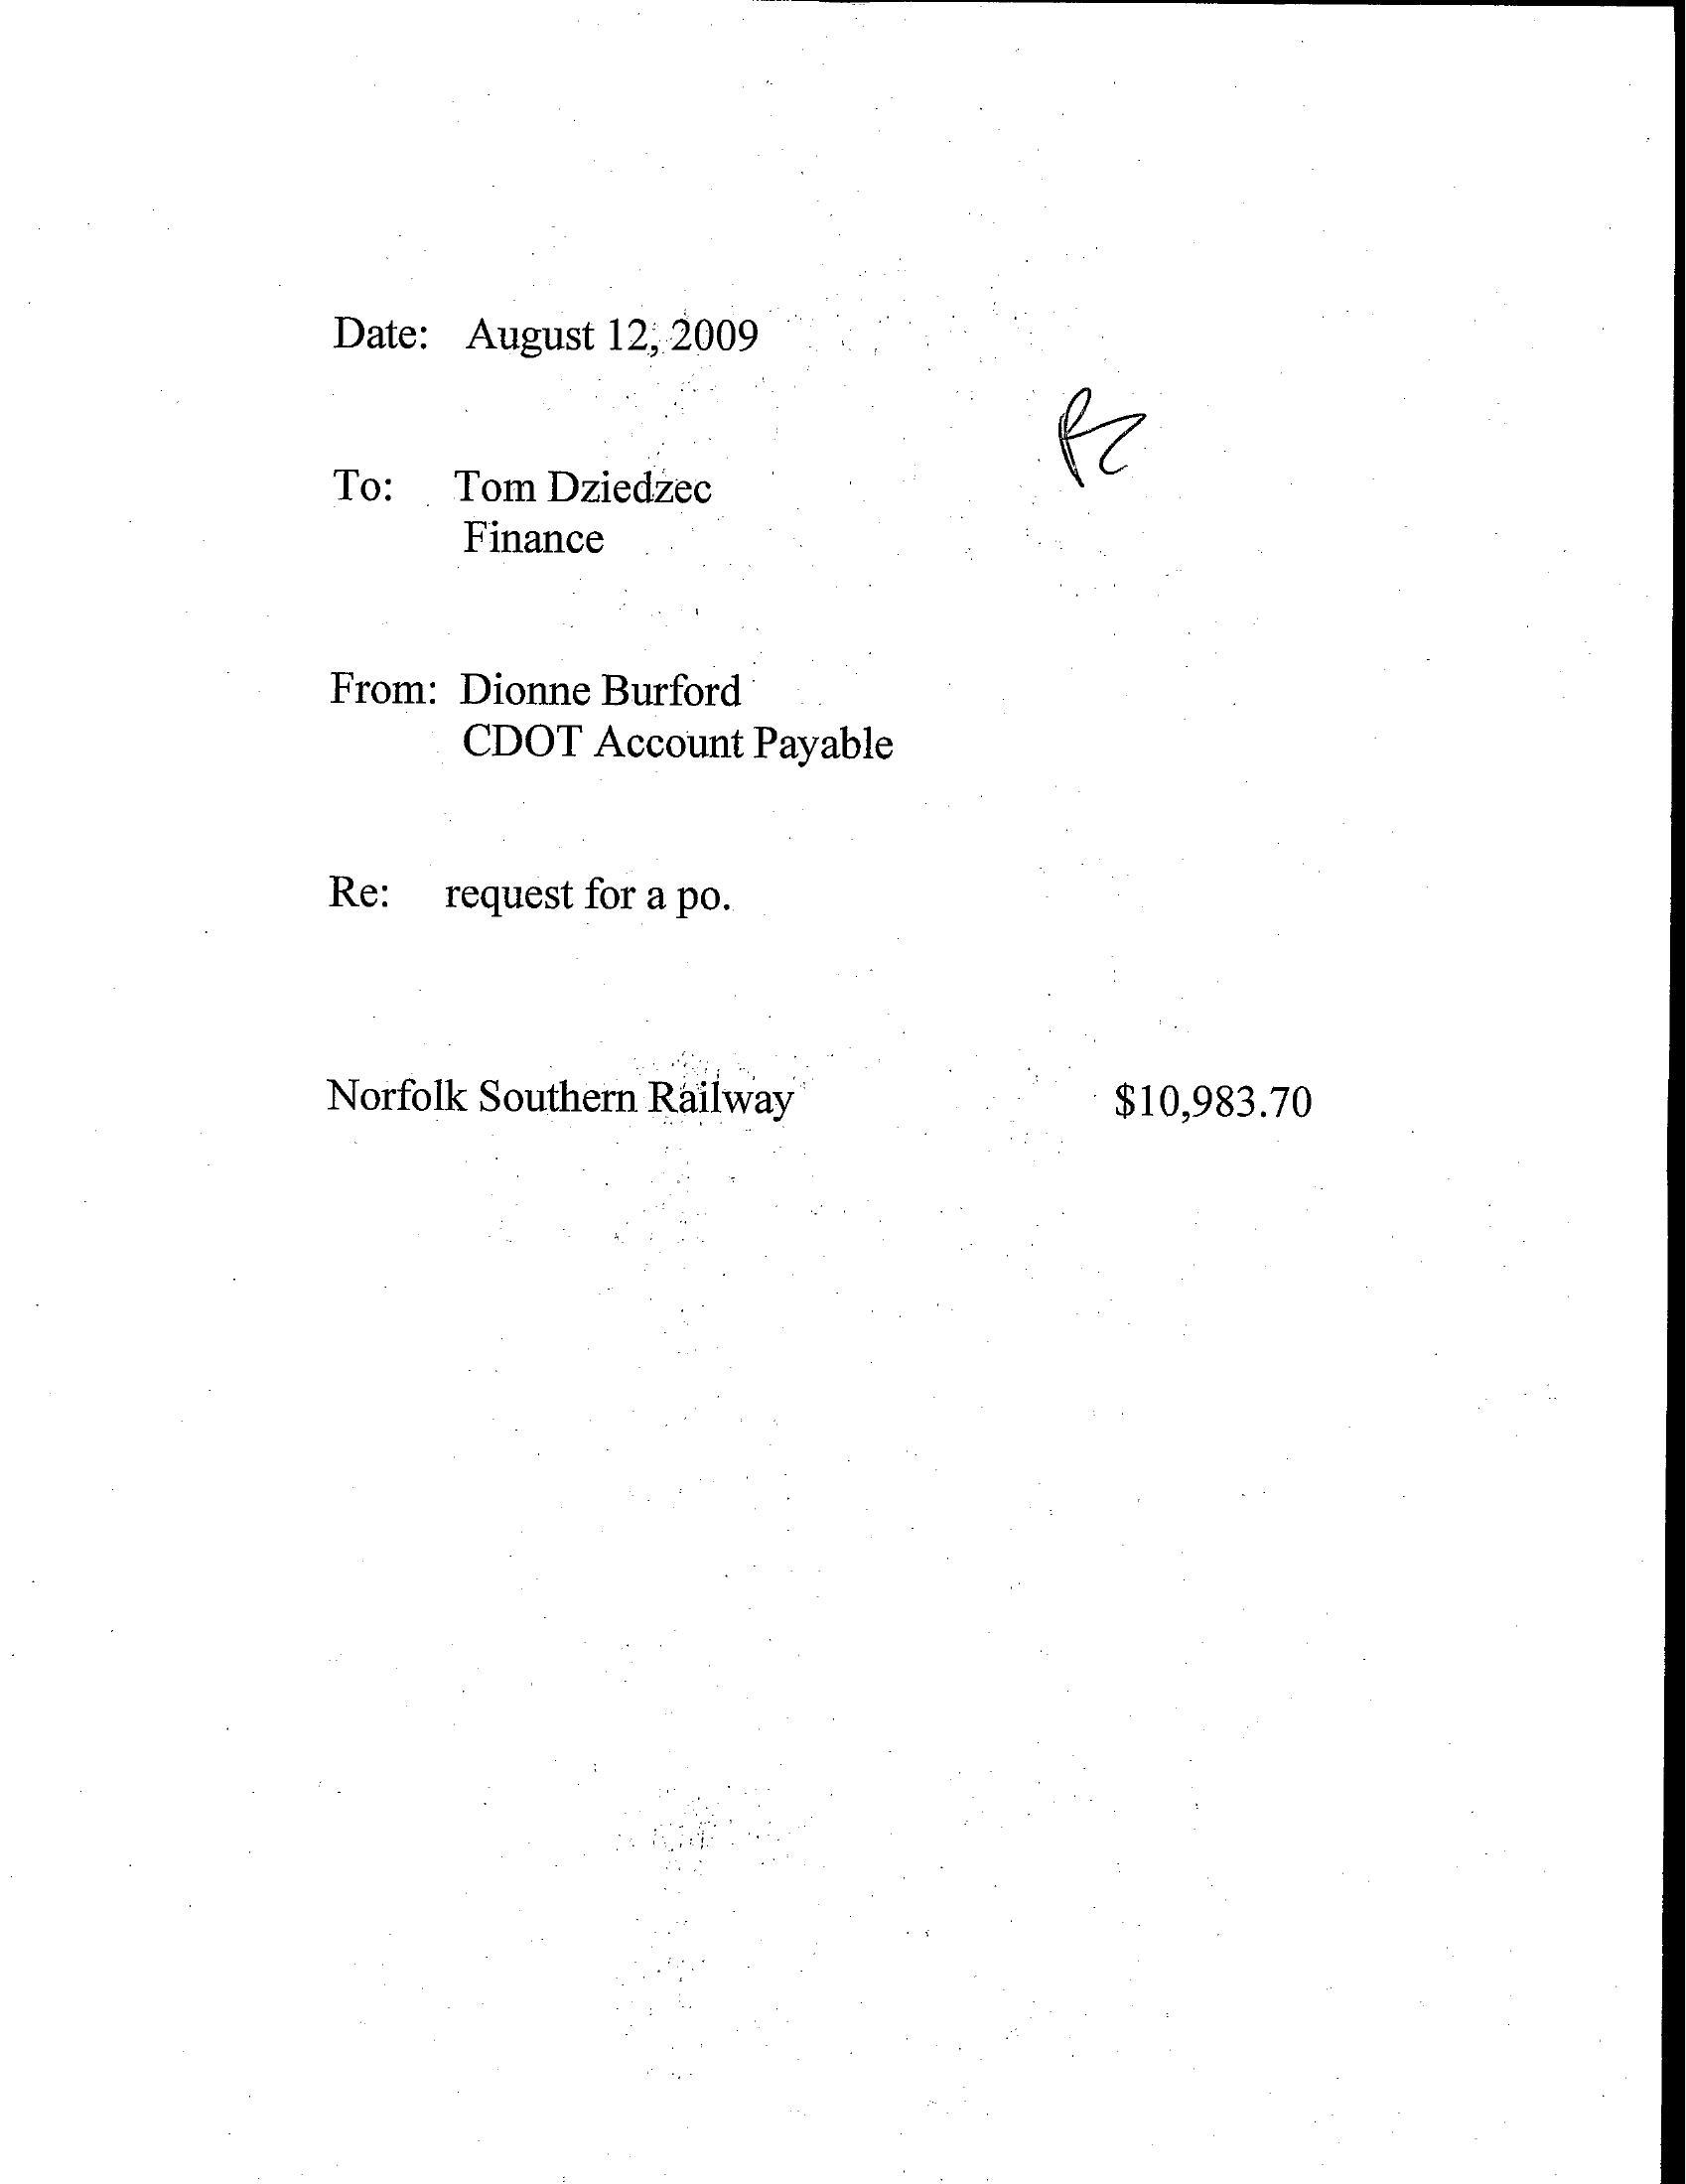 Date: August 12, 2009
To: Tom Dziedzec
Finance
From: Dionne Burford
CDOT Account Payable
Re: request for a po.
Norfolk Southern Railway $10,983.70